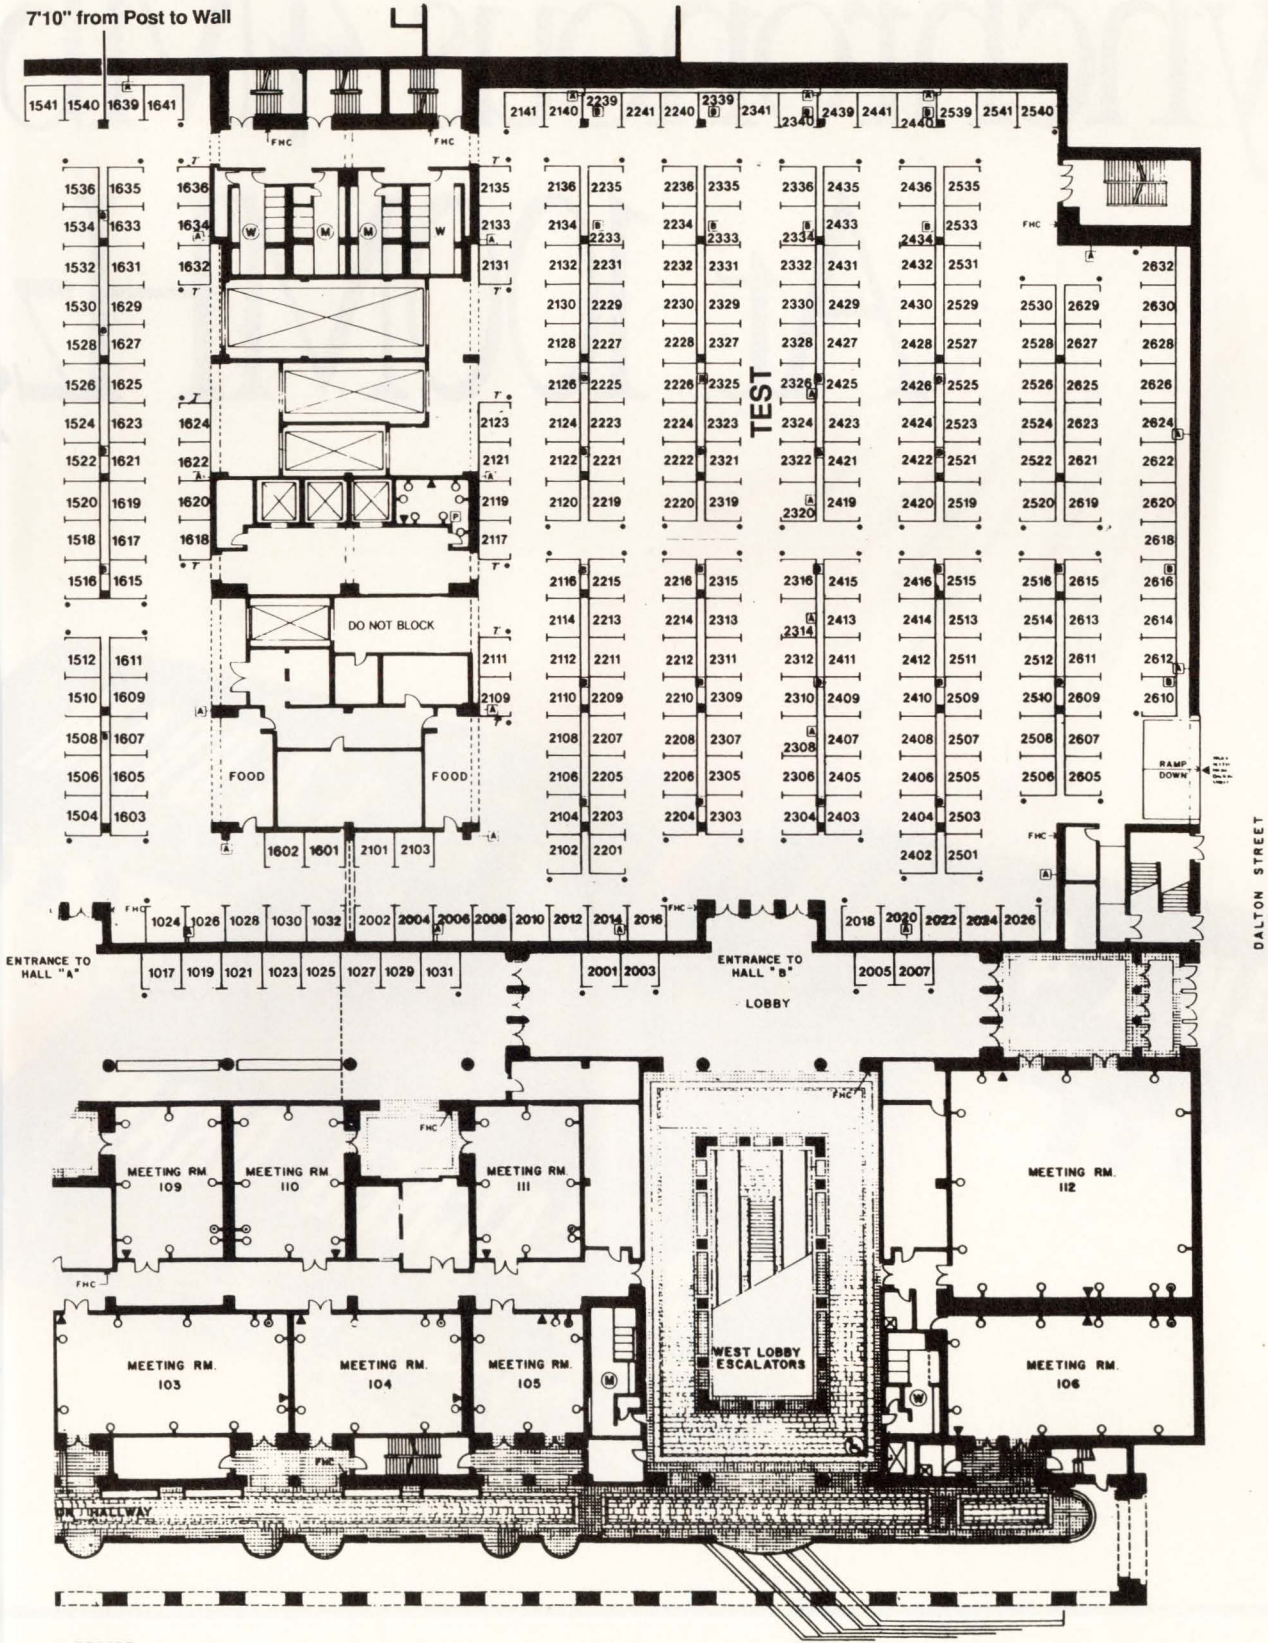 7'10" from Post to Wall
1541 1540 1639 1641
2141 2140 2239 2241 2240 2339 2341 2340 2439 2441 2440 2539 2541 2540
FHC FHC
1536 1635 1636 T T 2135 2136 2235 2236 2335 2336 2435 2436 2535
1534 1633 1634 W M M W 2133 2134 2233 2234 2333 2334 2433 2434 2533 FHC
1532 1631 1632 2131 2132 2231 2232 2331 2332 2431 2432 2531 2632
1530 1629 T T 2130 2229 2230 2329 2330 2429 2430 2529 2530 2629 2630
1528 1627 2128 2227 2228 2327 2328 2427 2428 2527 2528 2627 2628
1526 1625 T T 2126 2225 2226 2325 2326 2425 2426 2525 2526 2625 2626
TEST
1524 1623 1624 2123 2124 2223 2224 2323 2324 2423 2424 2523 2524 2623 2624
1522 1621 1622 2121 2122 2221 2222 2321 2322 2421 2422 2521 2522 2621 2622
1520 1619 1620 P 2119 2120 2219 2220 2319 2320 2419 2420 2519 2520 2619 2620
1518 1617 1618 2117 2618
1516 1615 T T 2116 2215 2216 2315 2316 2415 2416 2515 2516 2615 2616
DO NOT BLOCK T 2114 2213 2214 2313 2314 2413 2414 2513 2514 2613 2614
1512 1611 2111 2112 2211 2212 2311 2312 2411 2412 2511 2512 2611 2612
1510 1609 2109 2110 2209 2210 2309 2310 2409 2410 2509 2510 2609 2610
1508 1607 T 2108 2207 2208 2307 2308 2407 2408 2507 2508 2607
RAMP DOWN
1506 1605 FOOD FOOD 2106 2205 2206 2305 2306 2405 2406 2505 2506 2605
1504 1603 2104 2203 2204 2303 2304 2403 2404 2503 FHC
1602 1601 2101 2103 2102 2201 2402 2501
DALTON STREET
FHC 1024 1026 1028 1030 1032 2002 2004 2006 2008 2010 2012 2014 2016 FHC 2018 2020 2022 2024 2026
ENTRANCE TO
HALL "A"
1017 1019 1021 1023 1025 1027 1029 1031 2001 2003
ENTRANCE TO
HALL "B"
2005 2007
LOBBY
FHC
FHC
MEETING RM.
109
MEETING RM.
110
MEETING RM.
111
MEETING RM.
112
FHC
MEETING RM.
103
MEETING RM.
104
MEETING RM.
105
M
WEST LOBBY
ESCALATORS
W
MEETING RM.
106
FHC
HALLWAY